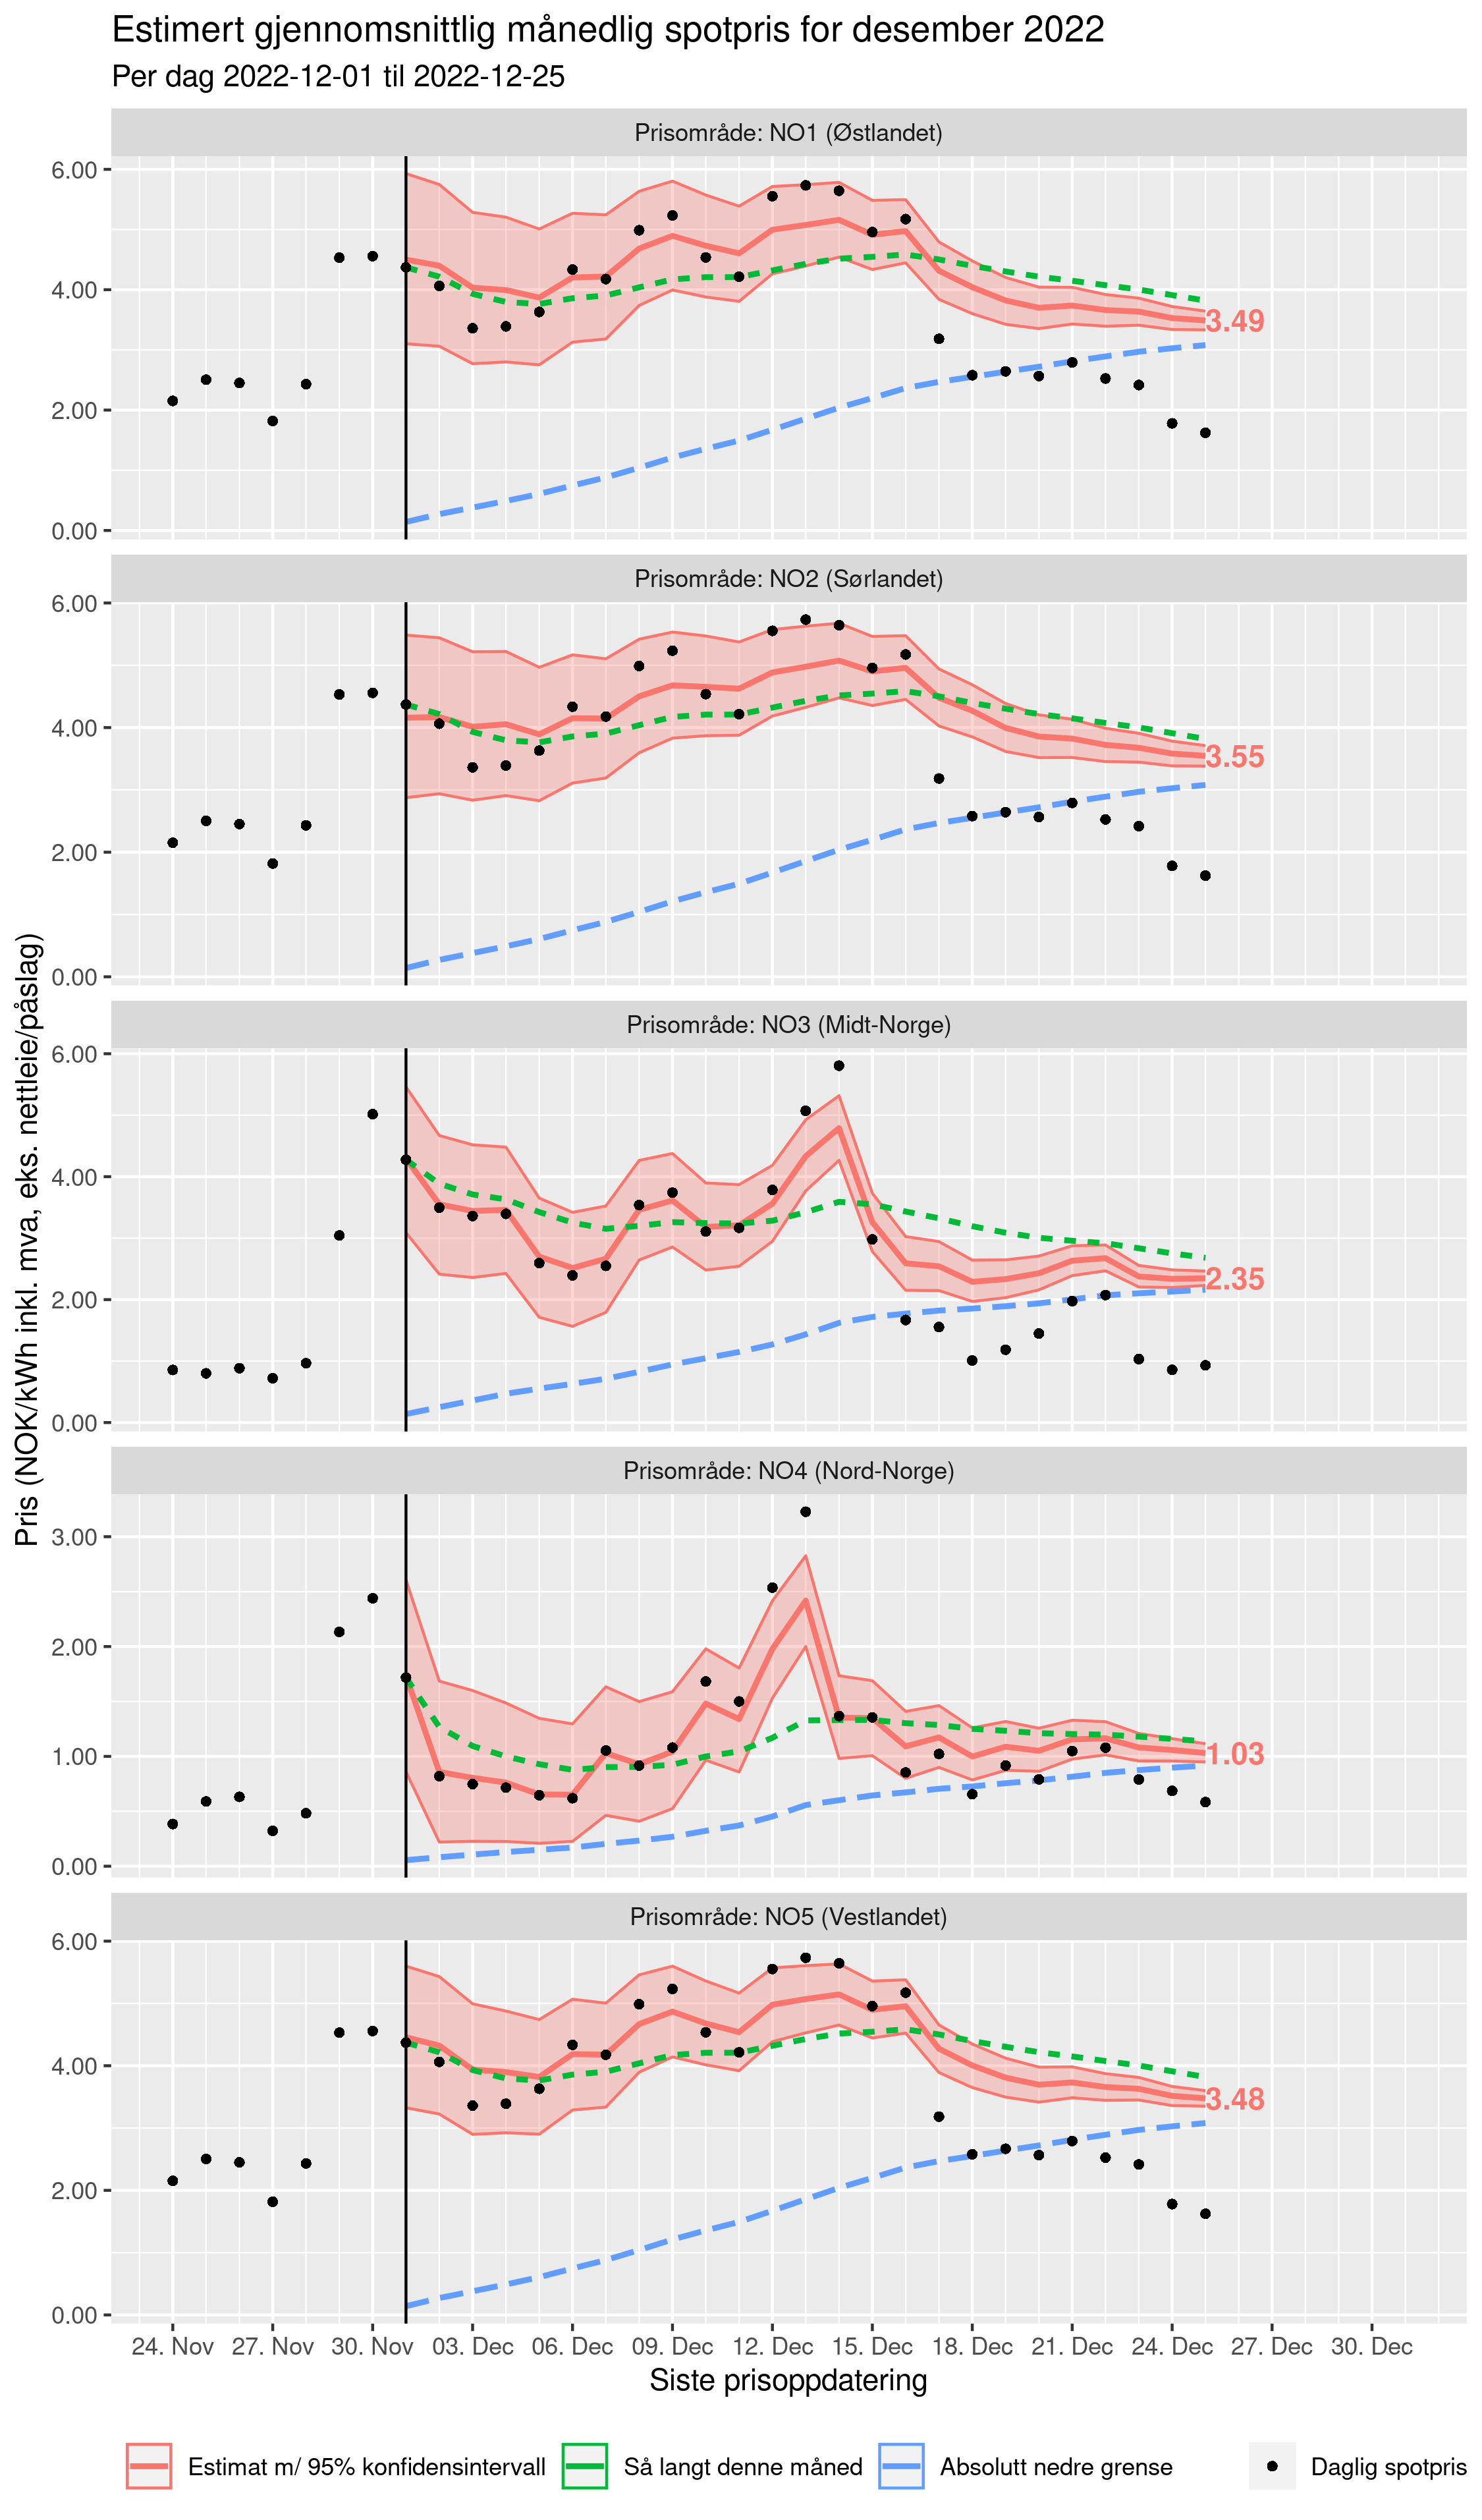 Estimert gjennomsnittlig månedlig spotpris for desember 2022
Per dag 2022-12-01 til 2022-12-25
Pris (NOK/kWh inkl. mva, eks. nettleie/påslag)
Prisområde: NO1 (Østlandet)
6.00
4.00
2.00
0.00
3.49
Prisområde: NO2 (Sørlandet)
6.00
4.00
2.00
0.00
3.55
Prisområde: NO3 (Midt-Norge)
6.00
4.00
2.00
0.00
2.35
Prisområde: NO4 (Nord-Norge)
3.00
2.00
1.00
0.00
1.03
Prisområde: NO5 (Vestlandet)
6.00
4.00
2.00
0.00
3.48
24. Nov 27. Nov 30. Nov 03. Dec 06. Dec 09. Dec 12. Dec 15. Dec 18. Dec 21. Dec 24. Dec 27. Dec 30. Dec
Siste prisoppdatering
Estimat m/ 95% konfidensintervall Så langt denne måned Absolutt nedre grense Daglig spotpris